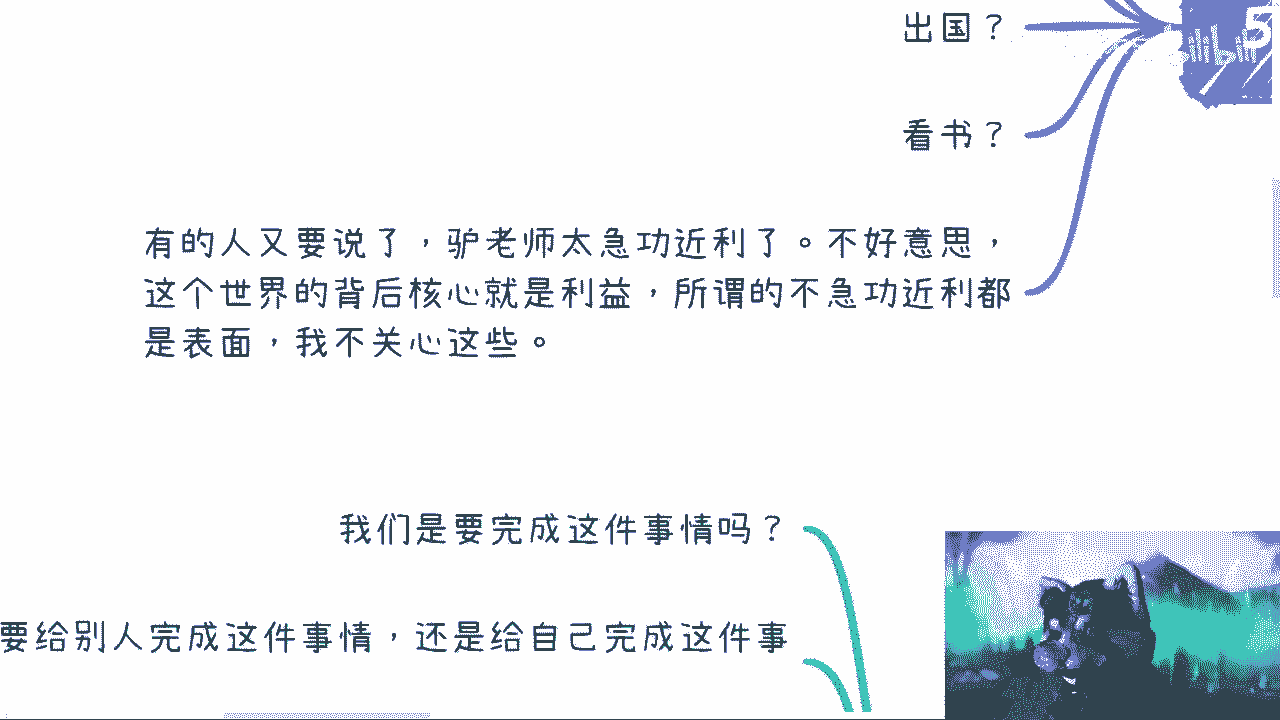 出国？
5
看书？
有的人又要说了，驴老师太急功近利了。不好意思，
这个世界的背后核心就是利益，所谓的不急功近利都
是表面，我不关心这些。
我们是要完成这件事情吗？
要给别人完成这件事情，还是给自己完成这件事